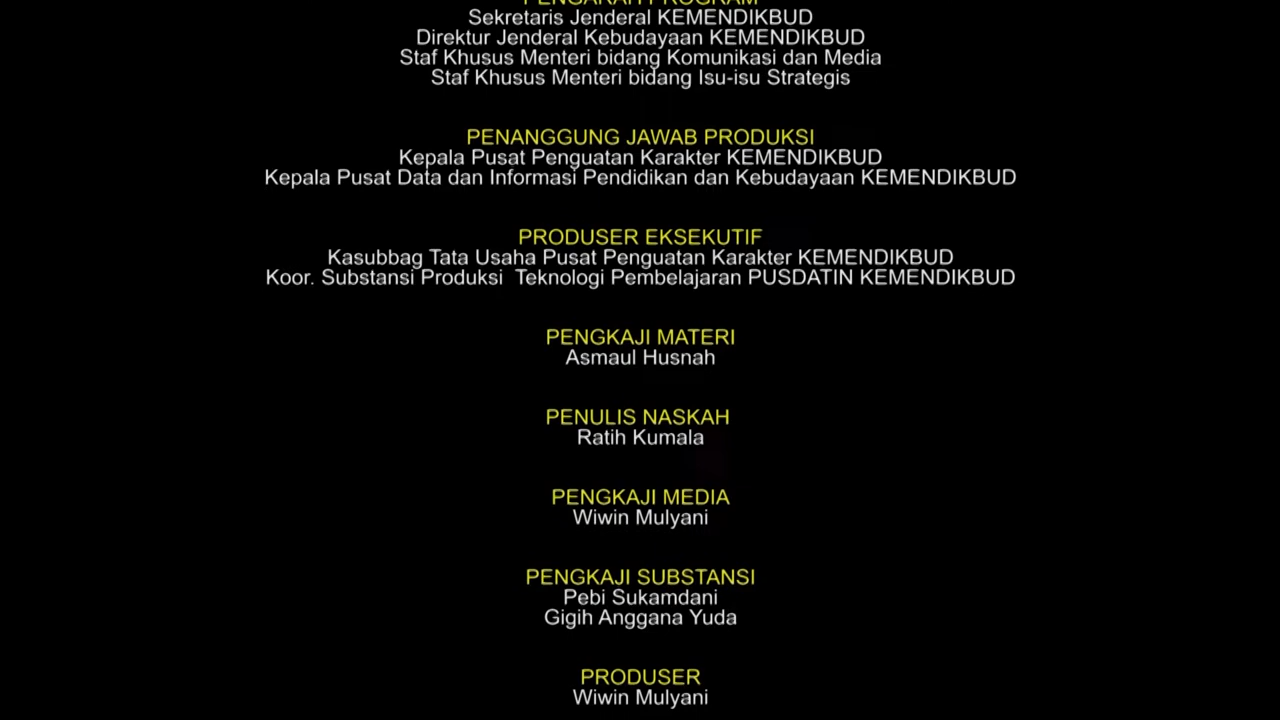 PENGARAH PROGRAM
Sekretaris Jenderal KEMENDIKBUD
Direktur Jenderal Kebudayaan KEMENDIKBUD
Staf Khusus Menteri bidang Komunikasi dan Media
Staf Khusus Menteri bidang Isu-isu Strategis
PENANGGUNG JAWAB PRODUKSI
Kepala Pusat Penguatan Karakter KEMENDIKBUD
Kepala Pusat Data dan Informasi Pendidikan dan Kebudayaan KEMENDIKBUD
PRODUSER EKSEKUTIF
Kasubbag Tata Usaha Pusat Penguatan Karakter KEMENDIKBUD
Koor. Substansi Produksi  Teknologi Pembelajaran PUSDATIN KEMENDIKBUD
PENGKAJI MATERI
Asmaul Husnah
PENULIS NASKAH
Ratih Kumala
PENGKAJI MEDIA
Wiwin Mulyani
PENGKAJI SUBSTANSI
Pebi Sukamdani
Gigih Anggana Yuda
PRODUSER
Wiwin Mulyani